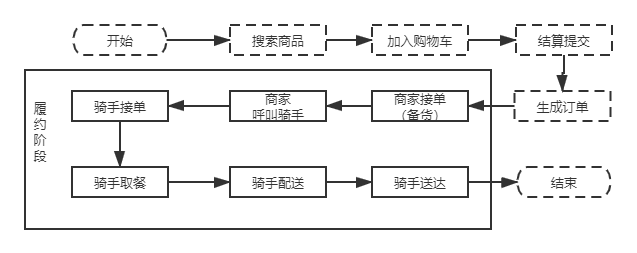 开始
搜索商品
加入购物车
结算提交
履约阶段
骑手接单
商家
呼叫骑手
商家接单
（备货）
生成订单
骑手取餐
骑手配送
骑手送达
结束